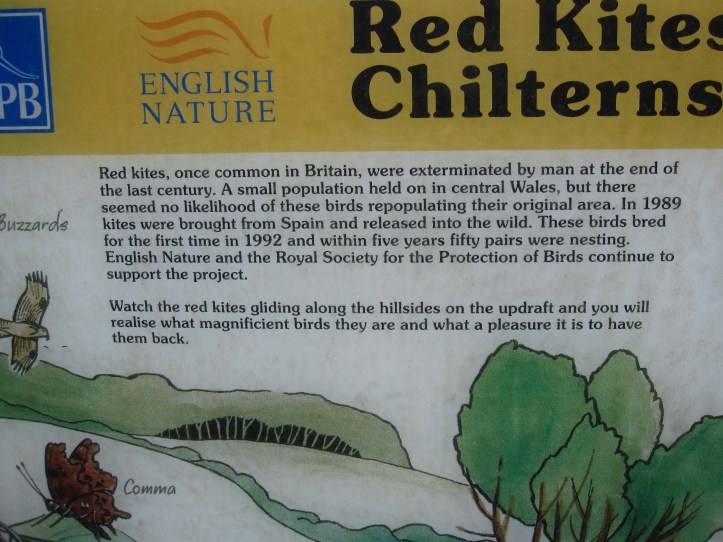 PB
ENGLISH
NATURE
Red Kites
Chilterns
Red kites, once common in Britain, were exterminated by man at the end of
the last century. A small population held on in central Wales, but there
seemed no likelihood of these birds repopulating their original area. In 1989
kites were brought from Spain and released into the wild. These birds bred
for the first time in 1992 and within five years fifty pairs were nesting.
English Nature and the Royal Society for the Protection of Birds continue to
support the project.
Watch the red kites gliding along the hillsides on the updraft and you will
realise what magnificient birds they are and what a pleasure it is to have
them back.
Buzzards
Comma